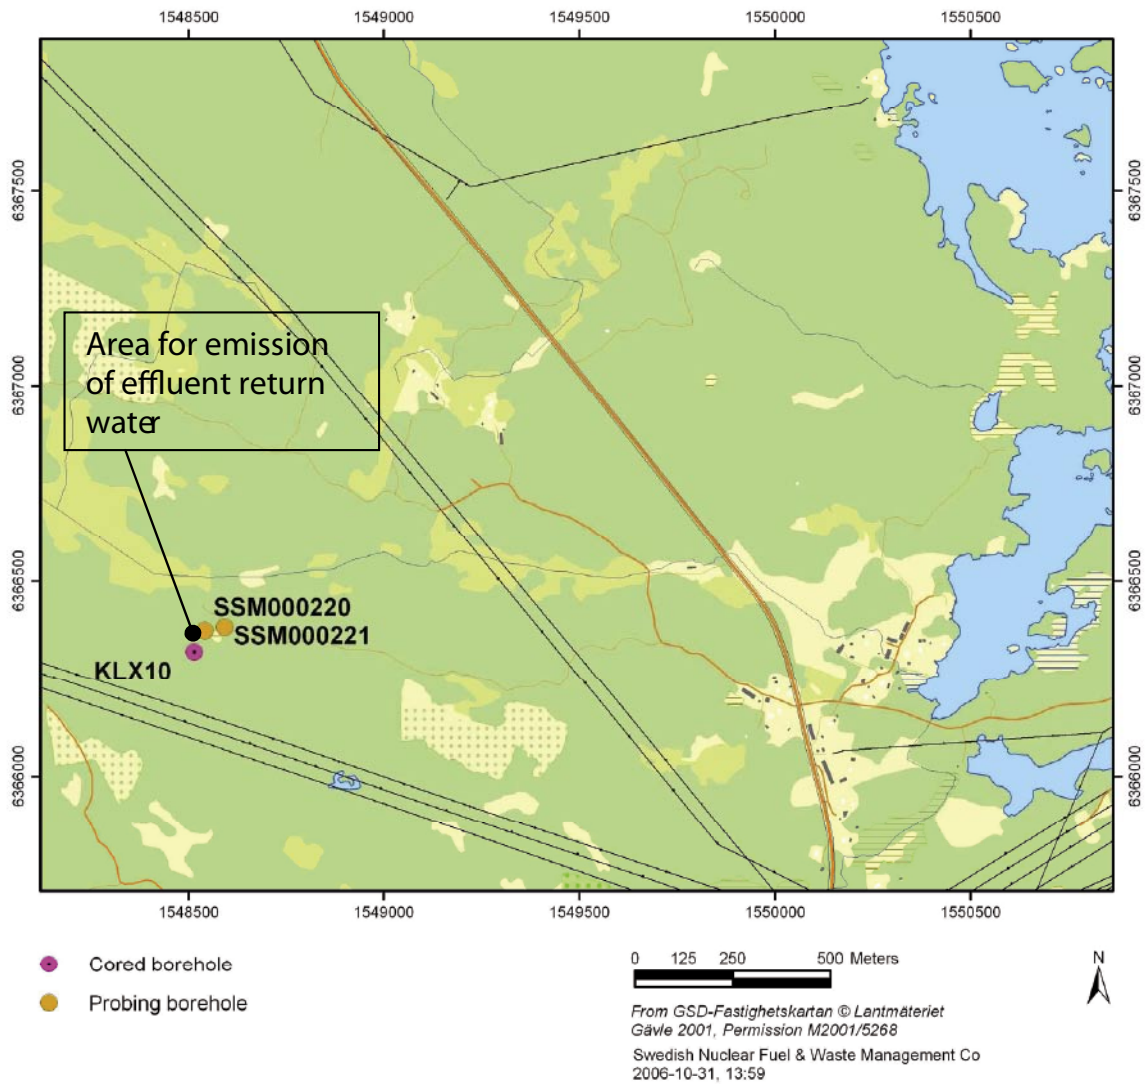 1548500 1549000 1549500 1550000 1550500
6367500 6367500
Area for emission
of effluent return
water
6367000 6367000
6366500 6366500
SSM000220
SSM000221
KLX10
6366000 6366000
1548500 1549000 1549500 1550000 1550500
Cored borehole
Probing borehole
0 125 250 500 Meters
N
From GSD-Fastighetskartan © Lantmäteriet
Gävle 2001, Permission M2001/5268
Swedish Nuclear Fuel & Waste Management Co
2006-10-31, 13:59